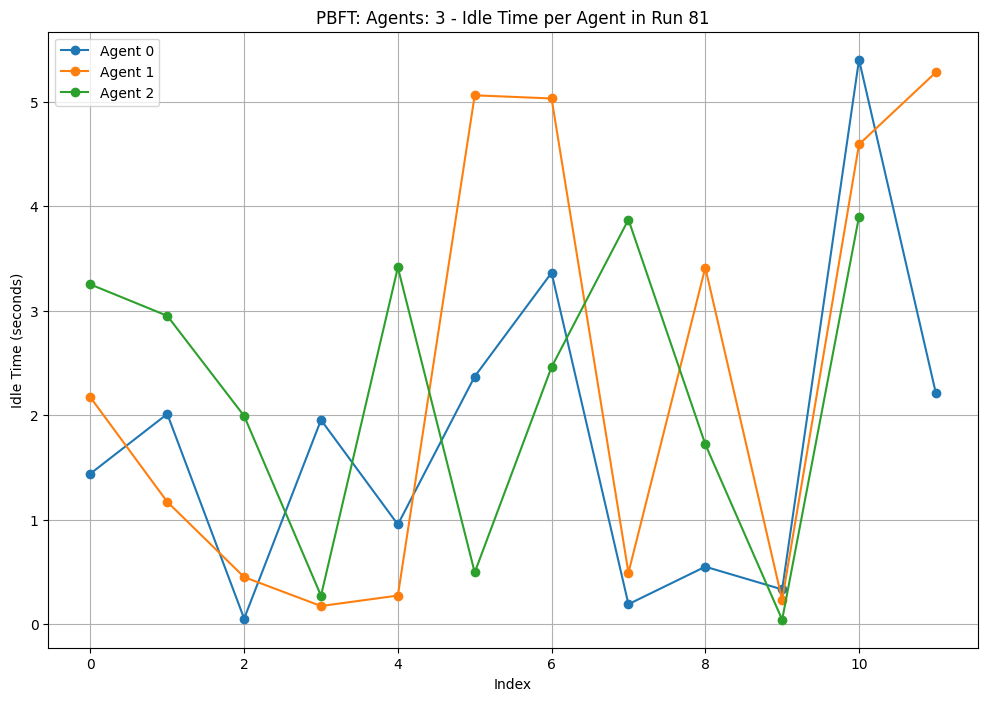 PBFT: Agents: 3 - Idle Time per Agent in Run 81
Agent 0
Agent 1
Agent 2
Idle Time (seconds)
5
4
3
2
1
0
0 2 4 6 8 10
Index